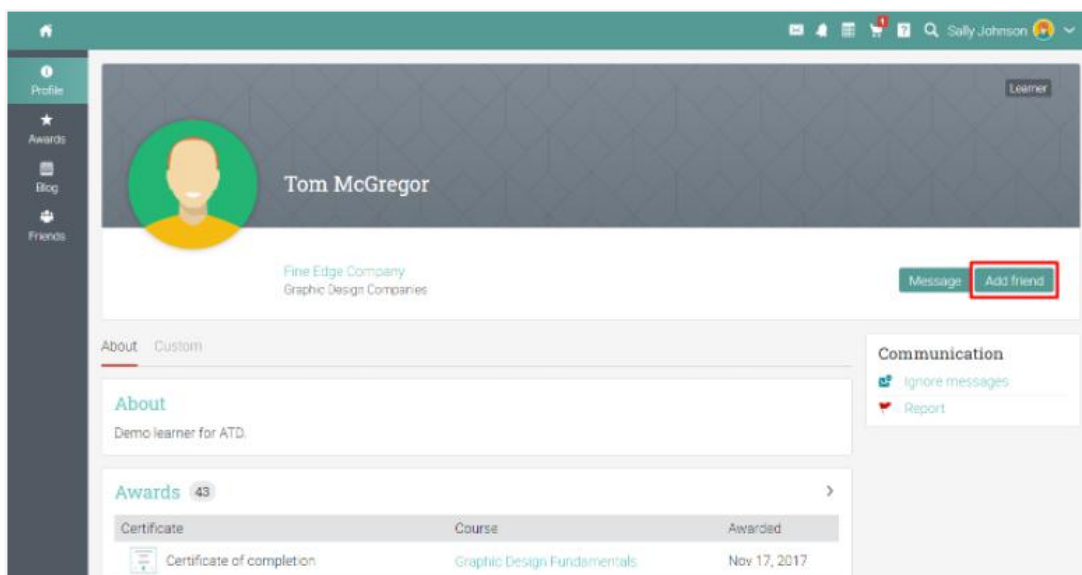 1
Sally Johnson
Profile
Awards
Blog
Friends
Learner
Tom McGregor
Fine Edge Company
Graphic Design Companies
Message
Add friend
About Custom
About
Demo learner for ATD.
Awards 43
Certificate Course Awarded
Certificate of completion Graphic Design Fundamentals Nov 17, 2017
Communication
Ignore messages
Report